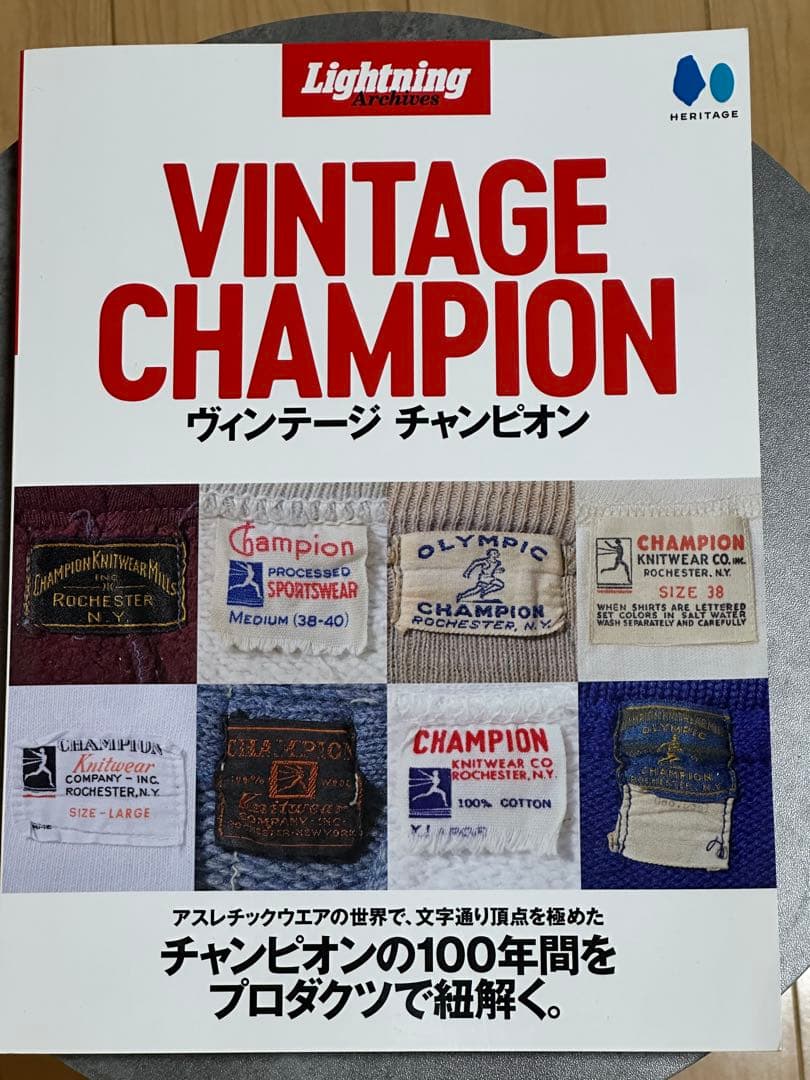 Lightning
Archives
HERITAGE
VINTAGE
CHAMPION
ヴィンテージ チャンピオン
CHAMPION KNITWEAR MILLS
INC
ROCHESTER
N.Y.
Champion
PROCESSED
SPORTSWEAR
MEDIUM (38-40)
OLYMPIC
CHAMPION
ROCHESTER, N.Y.
CHAMPION
KNITWEAR CO. INC.
ROCHESTER, N.Y.
SIZE 38
WHEN SHIRTS ARE LETTERED
SET COLORS IN SALT WATER
WASH SEPARATELY AND CAREFULLY
CHAMPION
Knitwear
COMPANY - INC.
ROCHESTER, N.Y.
SIZE - LARGE
CHAMPION
100% WOOL
Knitwear
COMPANY - INC.
ROCHESTER - NEW YORK
CHAMPION
KNITWEAR CO
ROCHESTER, N.Y.
100% COTTON
OLYMPIC
CHAMPION
ROCHESTER, N.Y.
アスレチックウエアの世界で、文字通り頂点を極めた
チャンピオンの100年間を
プロダクツで紐解く。